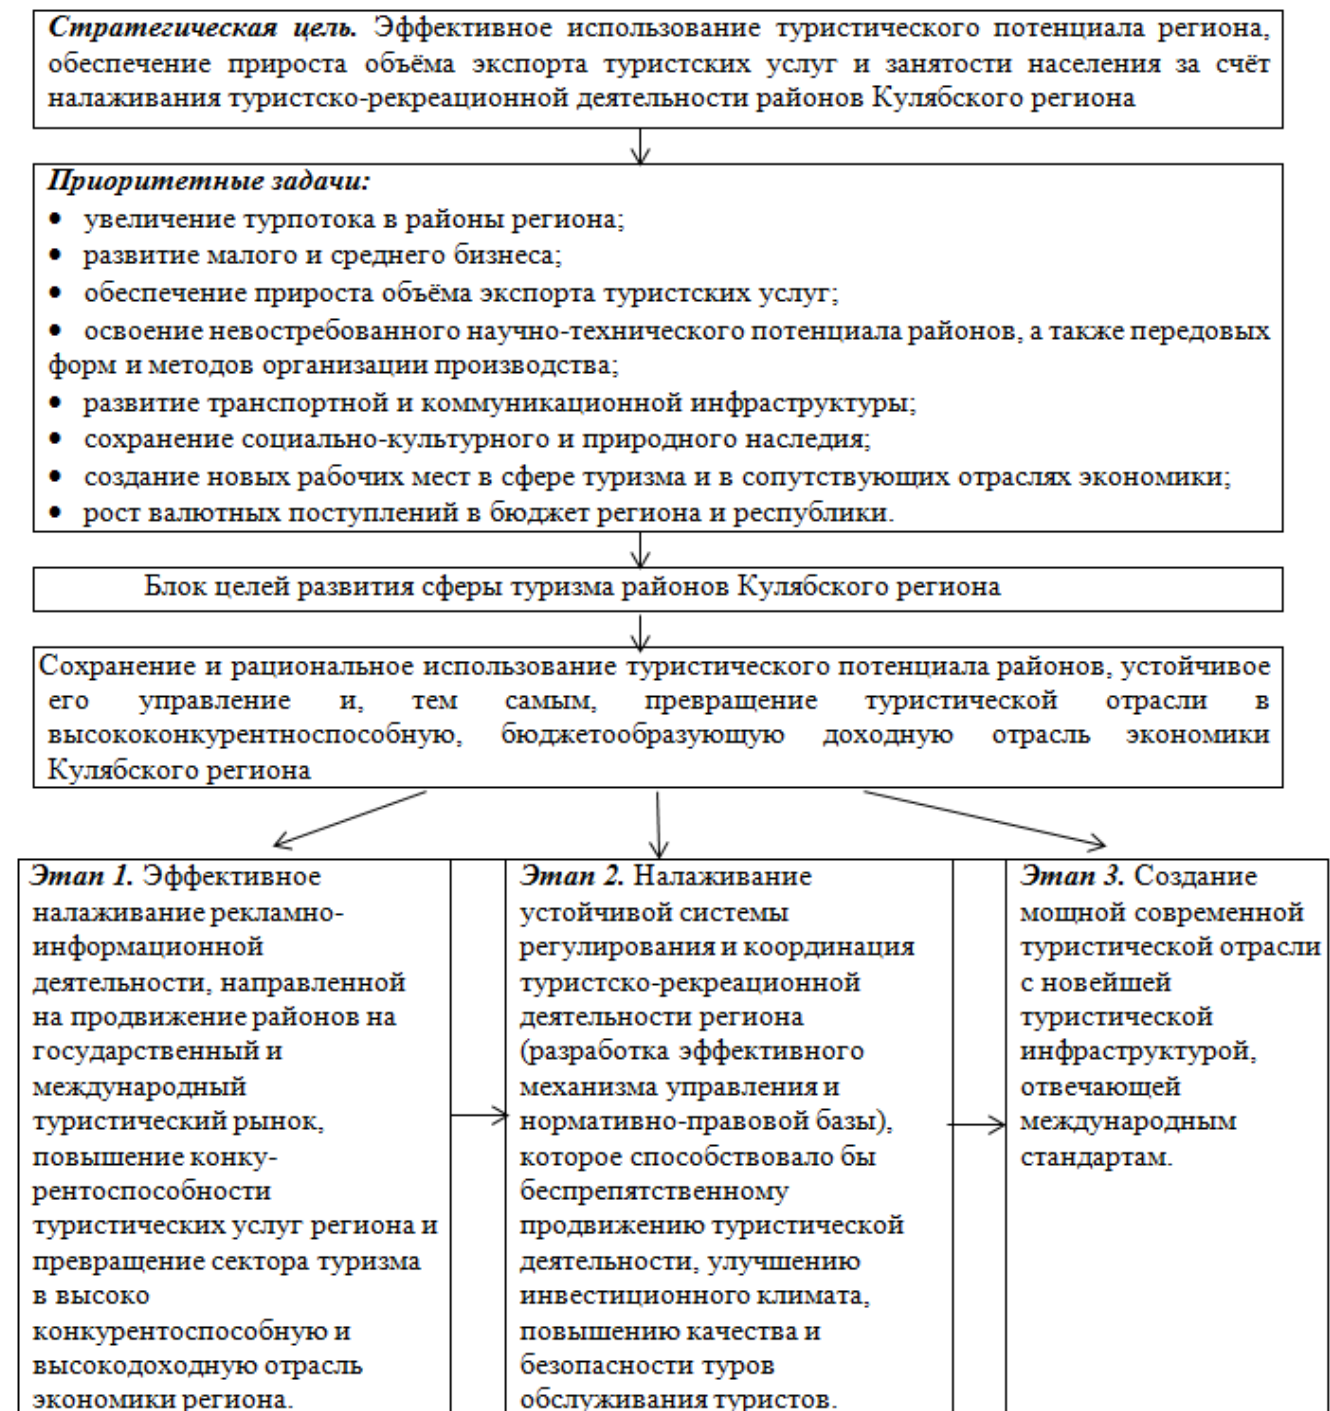 Стратегическая цель. Эффективное использование туристического потенциала региона,
обеспечение прироста объёма экспорта туристских услуг и занятости населения за счёт
налаживания туристско-рекреационной деятельности районов Кулябского региона
Приоритетные задачи:
• увеличение турпотока в районы региона;
• развитие малого и среднего бизнеса;
• обеспечение прироста объёма экспорта туристских услуг;
• освоение невостребованного научно-технического потенциала районов, а также передовых
форм и методов организации производства;
• развитие транспортной и коммуникационной инфраструктуры;
• сохранение социально-культурного и природного наследия;
• создание новых рабочих мест в сфере туризма и в сопутствующих отраслях экономики;
• рост валютных поступлений в бюджет региона и республики.
Блок целей развития сферы туризма районов Кулябского региона
Сохранение и рациональное использование туристического потенциала районов, устойчивое
его управление и, тем самым, превращение туристической отрасли в
высококонкурентноспособную, бюджетообразующую доходную отрасль экономики
Кулябского региона
Этап 1. Эффективное
налаживание рекламно-
информационной
деятельности, направленной
на продвижение районов на
государственный и
международный
туристический рынок,
повышение конку-
рентоспособности
туристических услуг региона и
превращение сектора туризма
в высоко
конкурентоспособную и
высокодоходную отрасль
экономики региона.
Этап 2. Налаживание
устойчивой системы
регулирования и координация
туристско-рекреационной
деятельности региона
(разработка эффективного
механизма управления и
нормативно-правовой базы),
которое способствовало бы
беспрепятственному
продвижению туристической
деятельности, улучшению
инвестиционного климата,
повышению качества и
безопасности туров
обслуживания туристов.
Этап 3. Создание
мощной современной
туристической отрасли
с новейшей
туристической
инфраструктурой,
отвечающей
международным
стандартам.